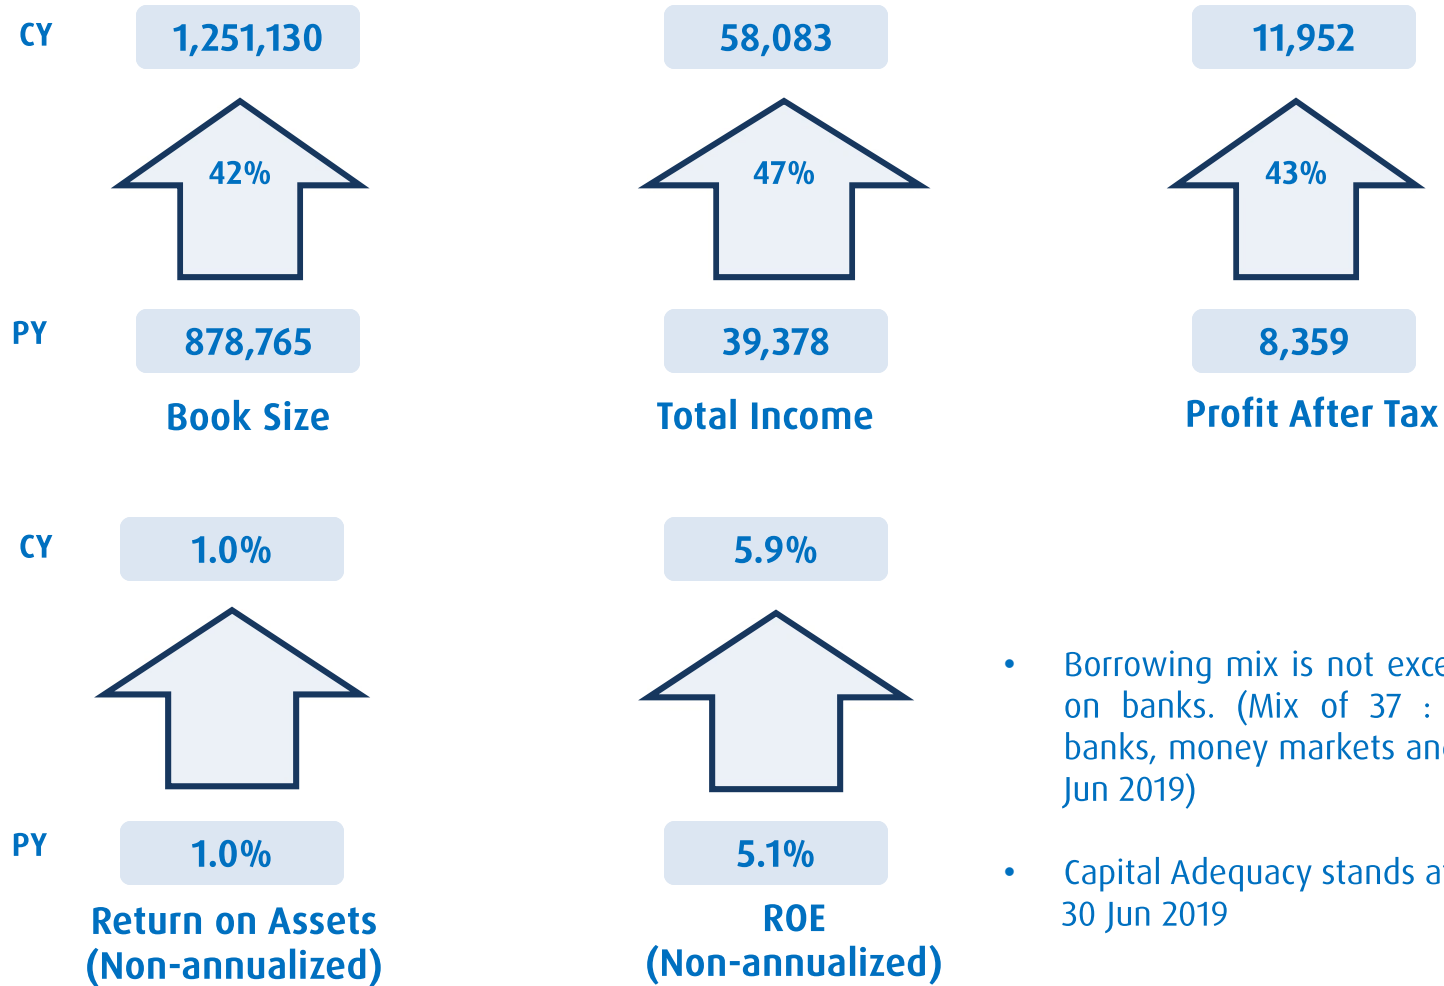 CY
1,251,130
58,083
11,952
42%
47%
43%
PY
878,765
39,378
8,359
Book Size
Total Income
Profit After Tax
CY
1.0%
5.9%
PY
1.0%
5.1%
Return on Assets
(Non-annualized)
ROE
(Non-annualized)
• Borrowing mix is not
on banks. (Mix of 37 :
banks, money markets
Jun 2019)
• Capital Adequacy stands
30 Jun 2019